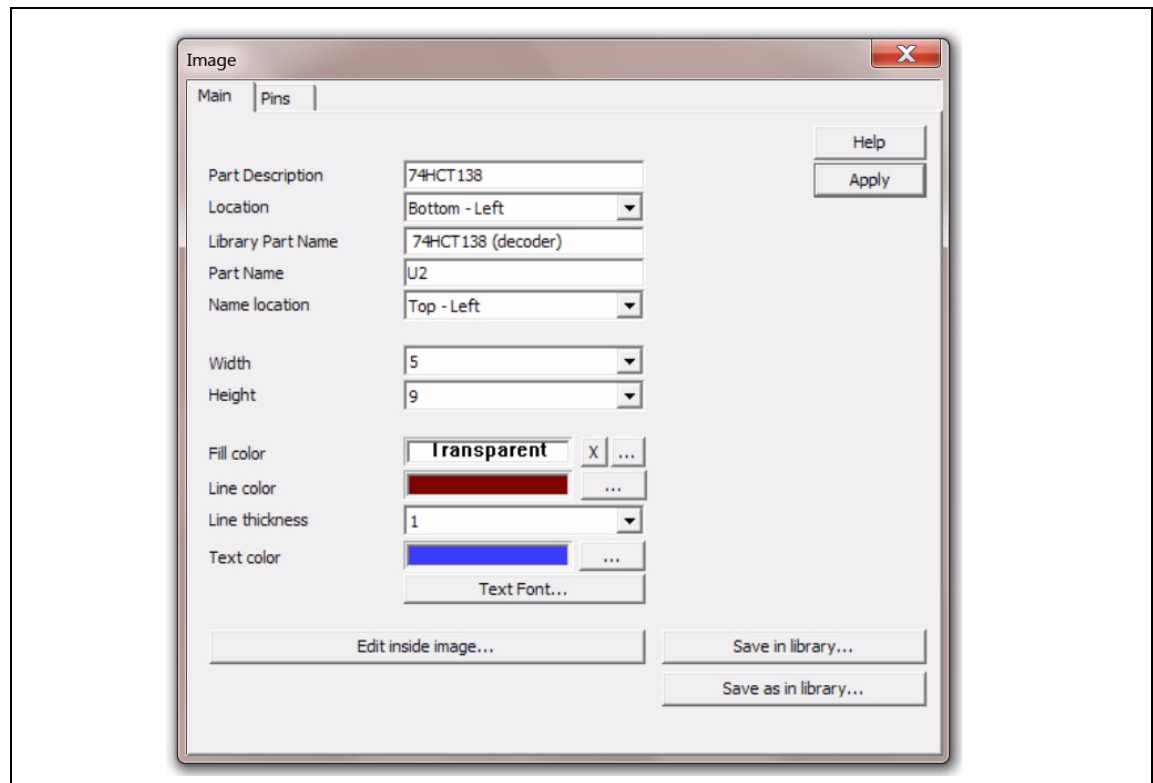 Image
X
Main Pins
Help
Apply
Part Description 74HCT138
Location Bottom - Left
Library Part Name 74HCT138 (decoder)
Part Name U2
Name location Top - Left
Width 5
Height 9
Fill color Transparent X ...
Line color ...
Line thickness 1
Text color ...
Text Font...
Edit inside image... Save in library...
Save as in library...